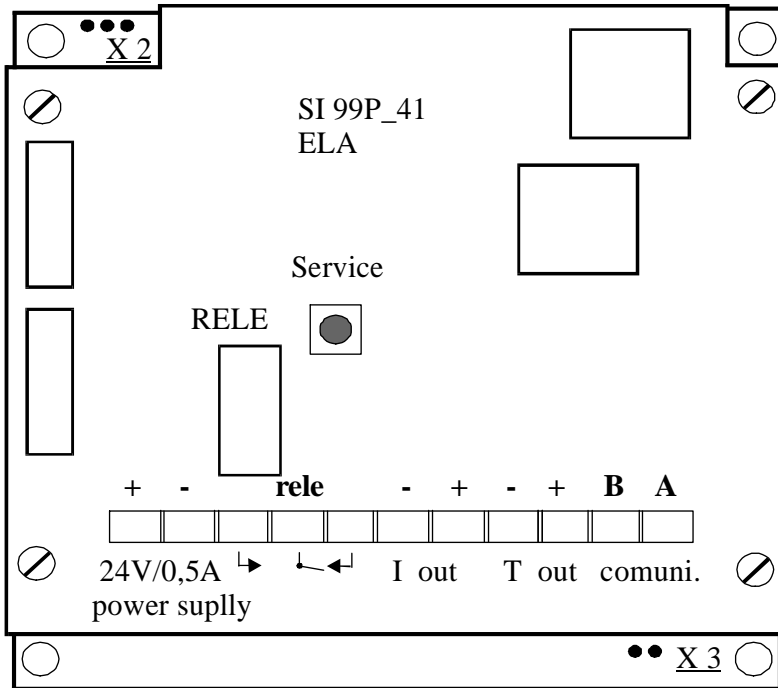 X 2
SI 99P_41
ELA
Service
RELE
+ - rele - + - + B A
24V/0,5A I out T out comuni.
power suplly
X 3